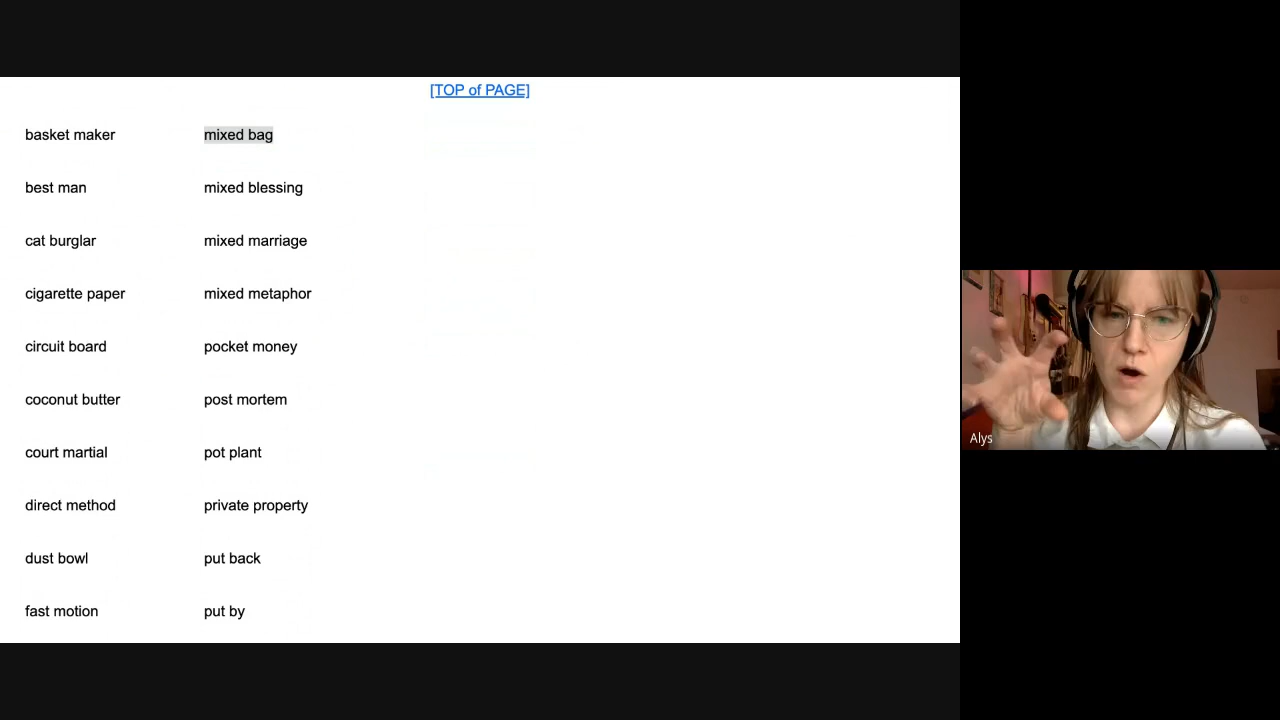 [TOP of PAGE]
basket maker mixed bag
best man mixed blessing
cat burglar mixed marriage
cigarette paper mixed metaphor
circuit board pocket money
coconut butter post mortem
court martial pot plant
direct method private property
dust bowl put back
fast motion put by
Alys